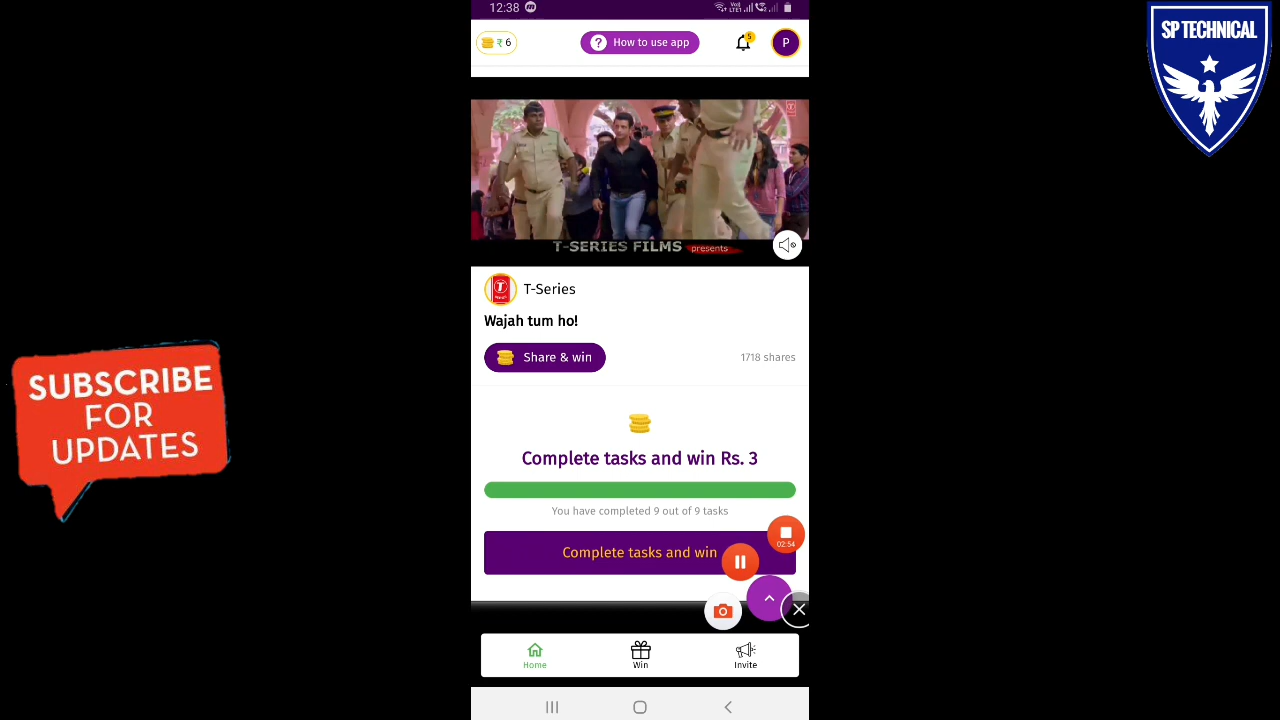 12:38
SP TECHNICAL
₹ 6
? How to use app
5
P
T-SERIES FILMS presents
T-Series
Wajah tum ho!
Share & win
1718 shares
SUBSCRIBE
FOR
UPDATES
Complete tasks and win Rs. 3
You have completed 9 out of 9 tasks
02:54
Complete tasks and win
Home
Win
Invite